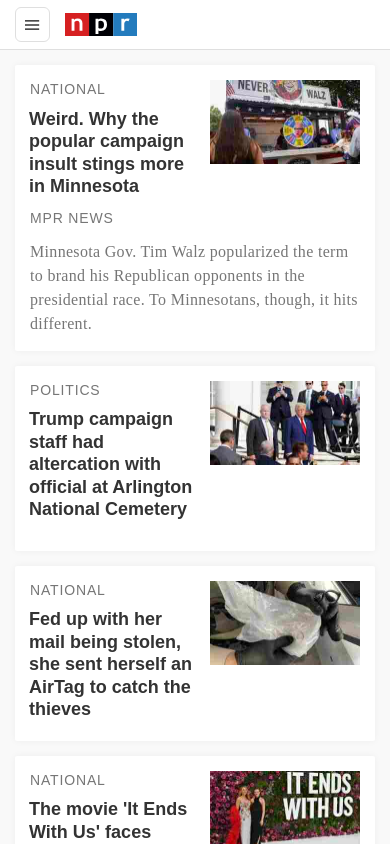 npr
NATIONAL
Weird. Why the
popular campaign
insult stings more
in Minnesota
NEVER
WALZ
MPR NEWS
Minnesota Gov. Tim Walz popularized the term
to brand his Republican opponents in the
presidential race. To Minnesotans, though, it hits
different.
POLITICS
Trump campaign
staff had
altercation with
official at Arlington
National Cemetery
NATIONAL
Fed up with her
mail being stolen,
she sent herself an
AirTag to catch the
thieves
NATIONAL
The movie 'It Ends
With Us' faces
IT ENDS
WITH US